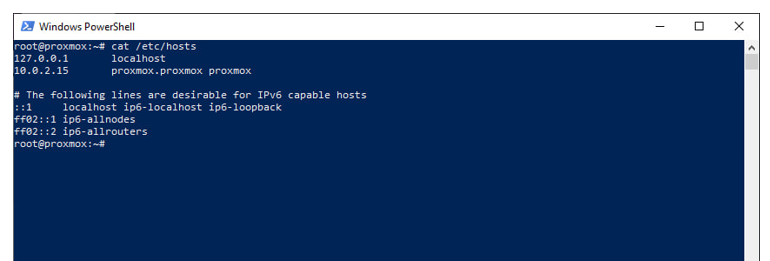 Windows PowerShell
root@proxmox:~# cat /etc/hosts
127.0.0.1       localhost
10.0.2.15       proxmox.proxmox proxmox

# The following lines are desirable for IPv6 capable hosts
::1     localhost ip6-localhost ip6-loopback
ff02::1 ip6-allnodes
ff02::2 ip6-allrouters
root@proxmox:~#